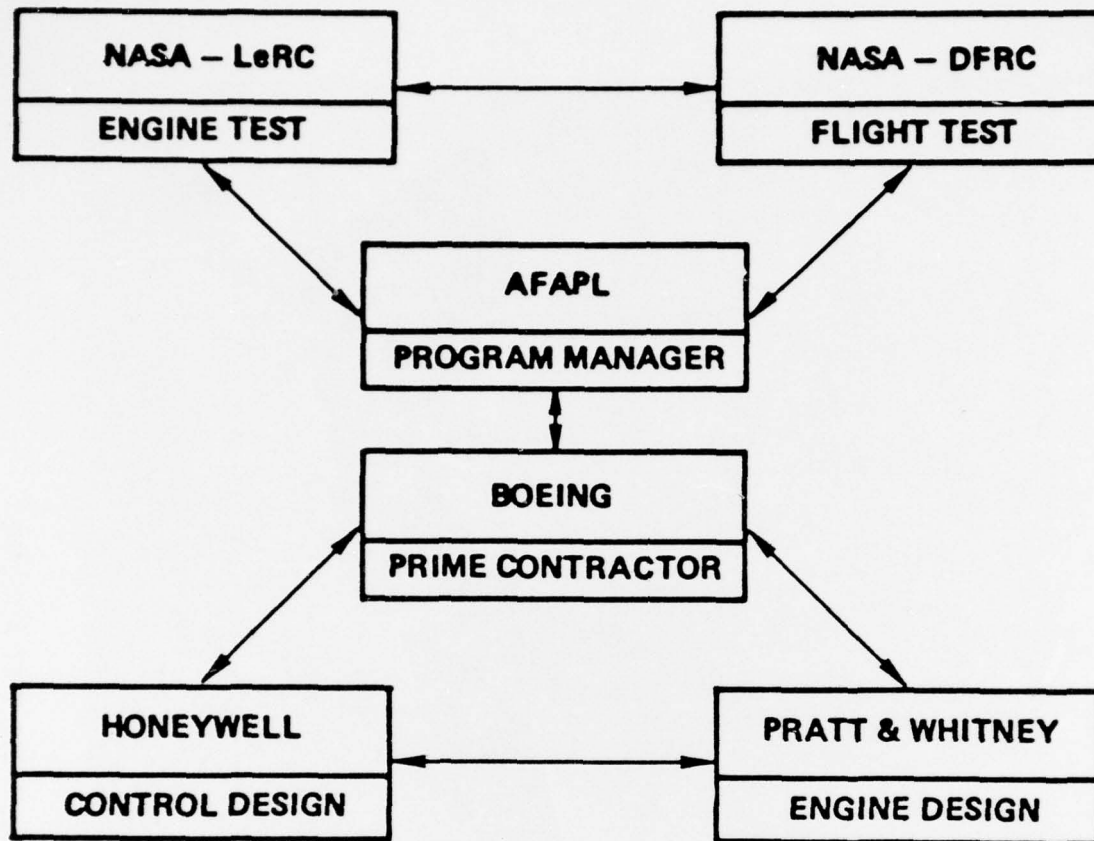 NASA – LeRC
ENGINE TEST
NASA – DFRC
FLIGHT TEST
AFAPL
PROGRAM MANAGER
BOEING
PRIME CONTRACTOR
HONEYWELL
CONTROL DESIGN
PRATT & WHITNEY
ENGINE DESIGN